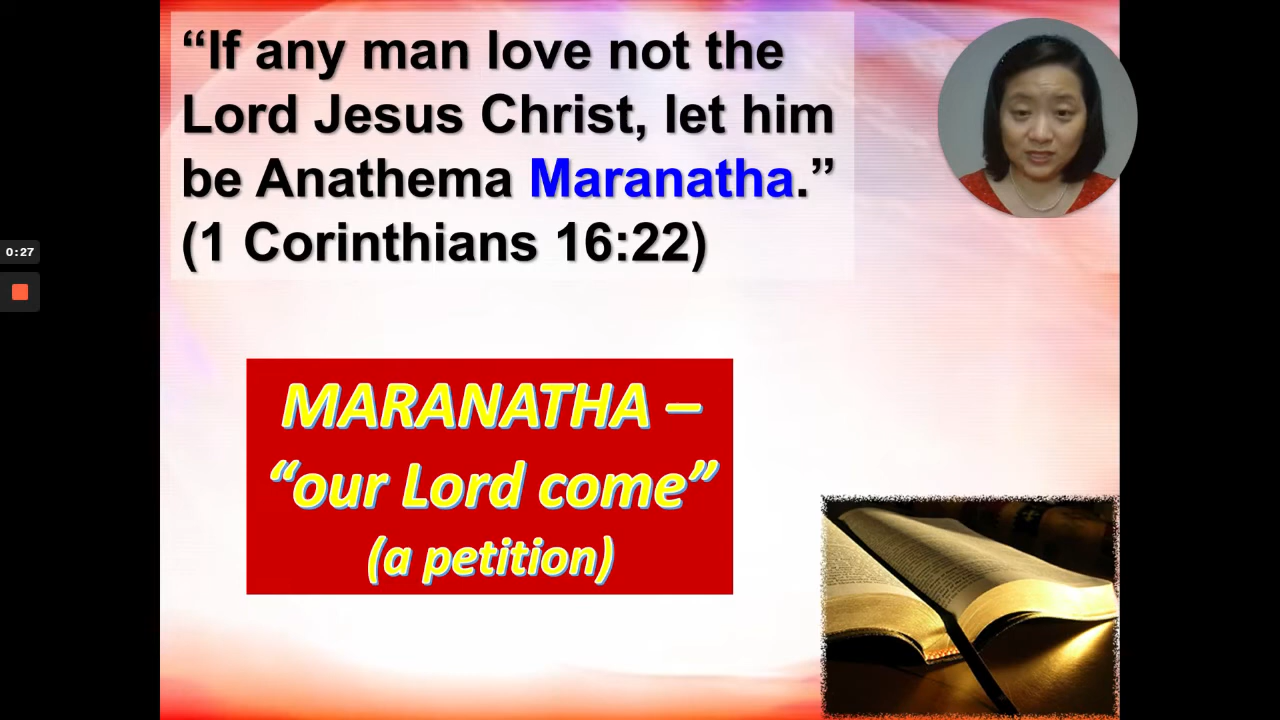 “If any man love not the
Lord Jesus Christ, let him
be Anathema Maranatha.”
(1 Corinthians 16:22)
0:27
MARANATHA –
“our Lord come”
(a petition)